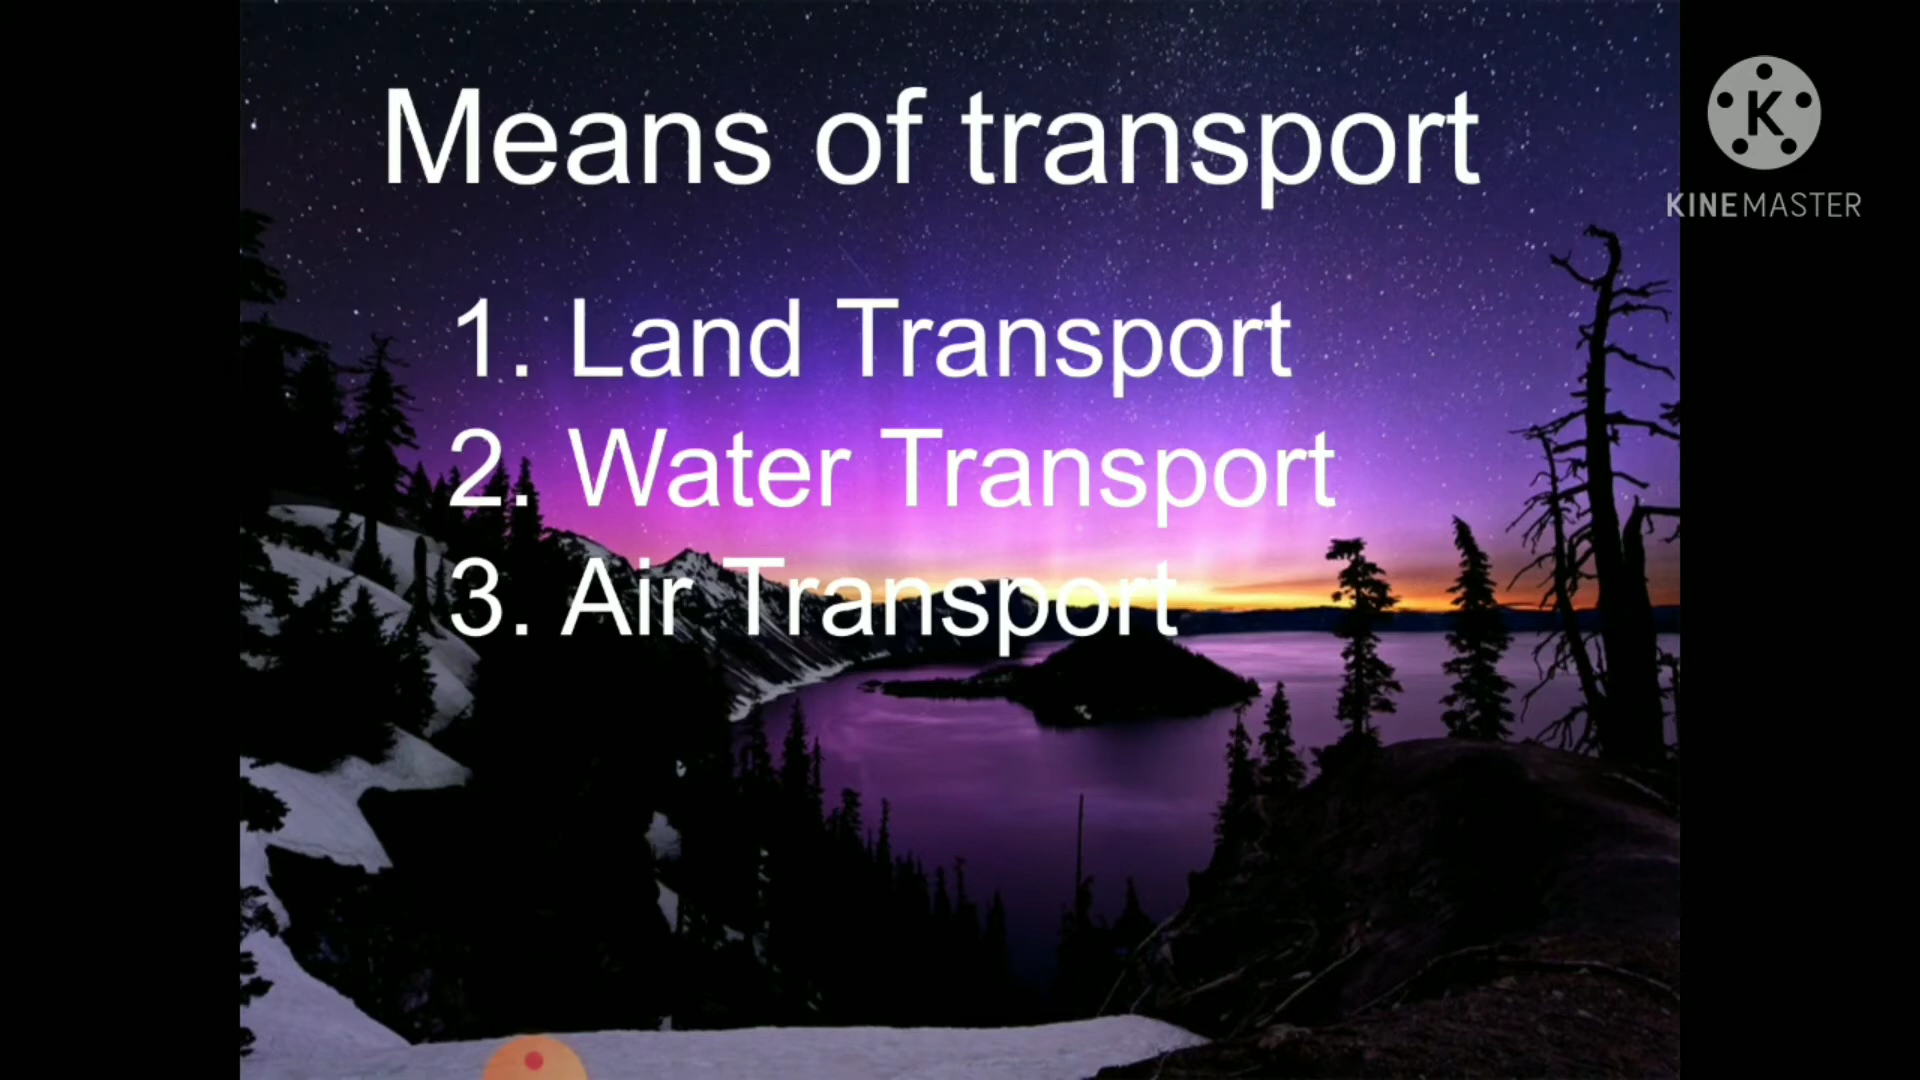 Means of transport
1. Land Transport
2. Water Transport
3. Air Transport
K
KINEMASTER